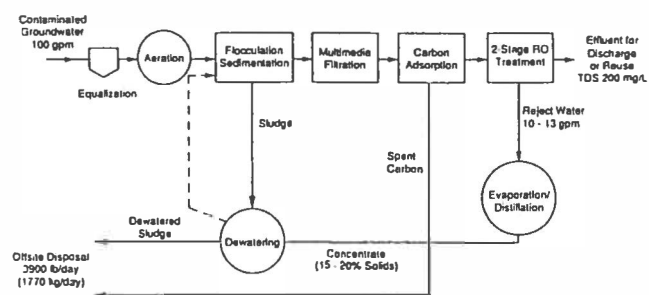 Contaminated
Groundwater
100 gpm
Equalization
Aeration
Flocculation
Sedimentation
Multimedia
Filtration
Carbon
Adsorption
2-Stage RO
Treatment
Effluent for
Discharge
or Reuse
TDS 200 mg/L
Sludge
Spent
Carbon
Reject Water
10 - 13 gpm
Evaporation/
Distillation
Dewatering
Dewatered
Sludge
Concentrate
(15 - 20% Solids)
Offsite Disposal
3900 lb/day
(1770 kg/day)